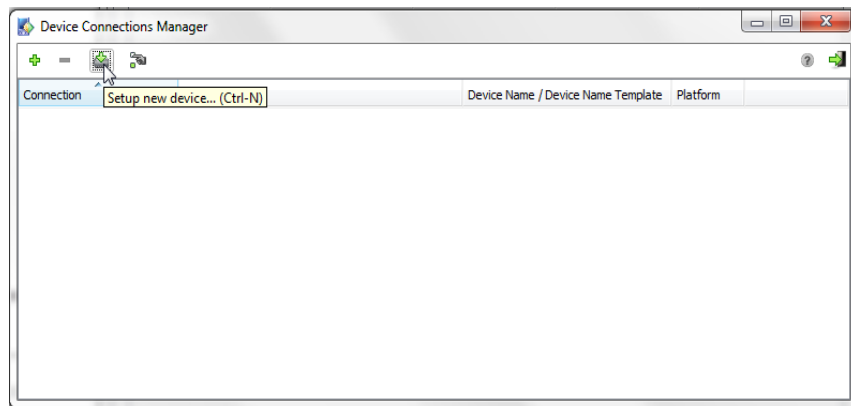 Device Connections Manager
Connection Device Name / Device Name Template Platform
Setup new device... (Ctrl-N)